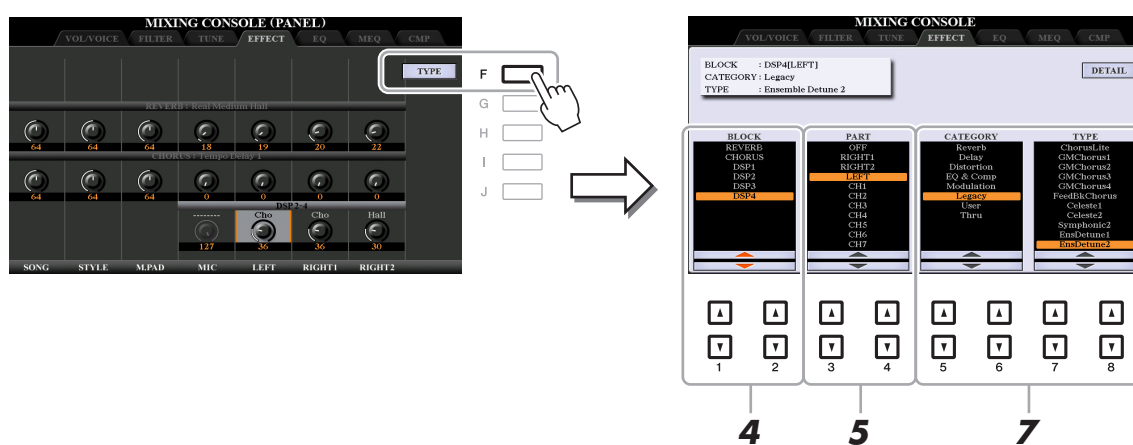 MIXING CONSOLE (PANEL)
VOL/VOICE FILTER TUNE EFFECT EQ MEQ CMP
TYPE
F
G
H
I
J
REVERB : Real Medium Hall
64 64 64 18 19 20 22
CHORUS : Tempo Delay 1
64 64 64 0 0 0 0
DSP 2-4
-------- Cho Cho Hall
127 36 36 30
SONG STYLE M.PAD MIC LEFT RIGHT1 RIGHT2
MIXING CONSOLE
VOL/VOICE FILTER TUNE EFFECT EQ MEQ CMP
BLOCK : DSP4[LEFT]
CATEGORY : Legacy
TYPE : Ensemble Detune 2
DETAIL
BLOCK
REVERB
CHORUS
DSP1
DSP2
DSP3
DSP4
PART
OFF
RIGHT1
RIGHT2
LEFT
CH1
CH2
CH3
CH4
CH5
CH6
CH7
CATEGORY
Reverb
Delay
Distortion
EQ & Comp
Modulation
Legacy
User
Thru
TYPE
ChorusLite
GMChorus1
GMChorus2
GMChorus3
GMChorus4
FeedBkChorus
Celeste1
Celeste2
Symphonic2
EnsDetune1
EnsDetune2
1 2 3 4 5 6 7 8
4 5 7